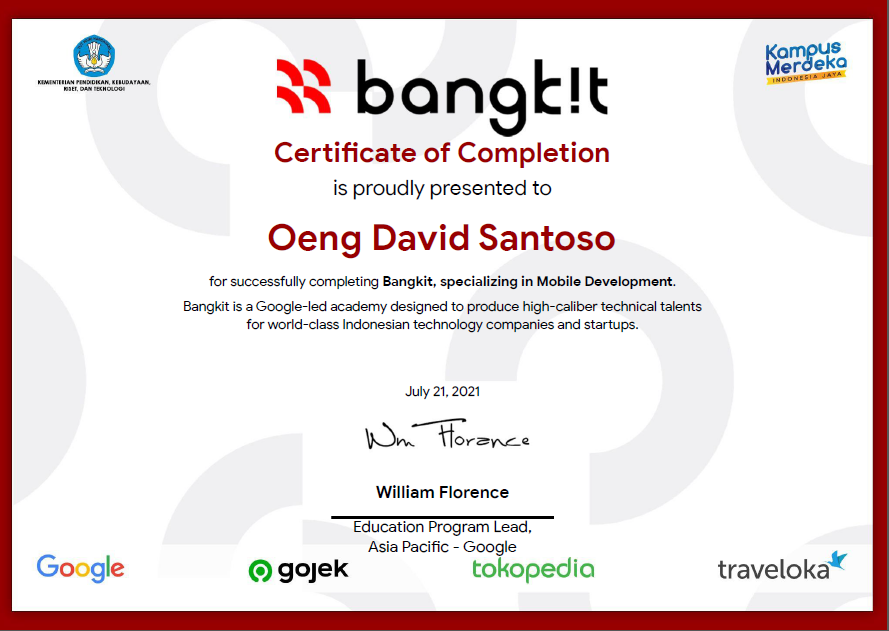 KEMENTERIAN PENDIDIKAN, KEBUDAYAAN,
RISET, DAN TEKNOLOGI
Kampus
Merdeka
INDONESIA JAYA
bangk!t
Certificate of Completion
is proudly presented to
Oeng David Santoso
for successfully completing Bangkit, specializing in Mobile Development.
Bangkit is a Google-led academy designed to produce high-caliber technical talents
for world-class Indonesian technology companies and startups.
July 21, 2021
Wm Florance
William Florence
Education Program Lead,
Asia Pacific - Google
Google
gojek
tokopedia
traveloka